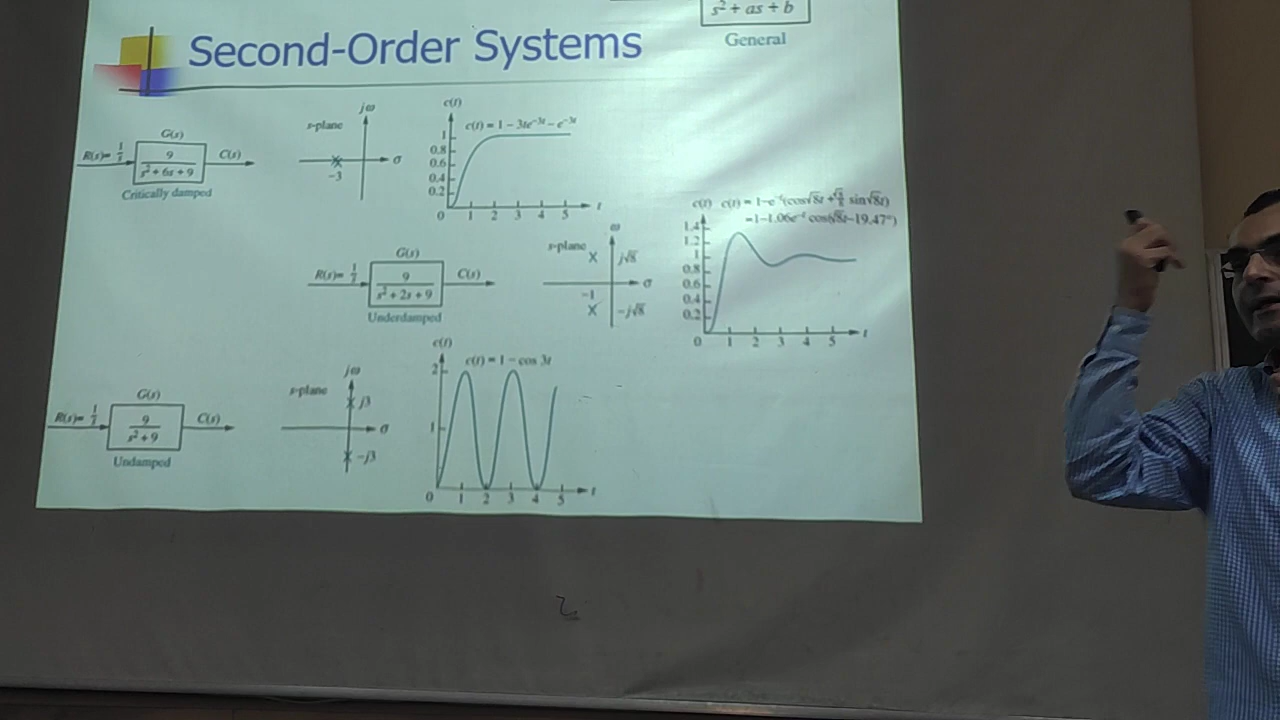 s² + as + b
General
Second-Order Systems
G(s)
R(s)= 1/s
9
s² + 6s + 9
C(s)
Critically damped
s-plane
jω
σ
-3
c(t)
c(t) = 1 - 3te^-3t - e^-3t
1
0.8
0.6
0.4
0.2
0 1 2 3 4 5 t
G(s)
R(s)= 1/s
9
s² + 2s + 9
C(s)
Underdamped
s-plane
ω
j√8
σ
-1
-j√8
c(t) c(t) = 1-e^-t(cos√8t + √8/8 sin√8t)
=1-1.06e^-t cos(√8t-19.47°)
1.4
1.2
1
0.8
0.6
0.4
0.2
0 1 2 3 4 5 t
G(s)
R(s)= 1/s
9
s² + 9
C(s)
Undamped
s-plane
jω
j3
σ
-j3
c(t)
c(t) = 1 - cos 3t
2
1
0 1 2 3 4 5 t